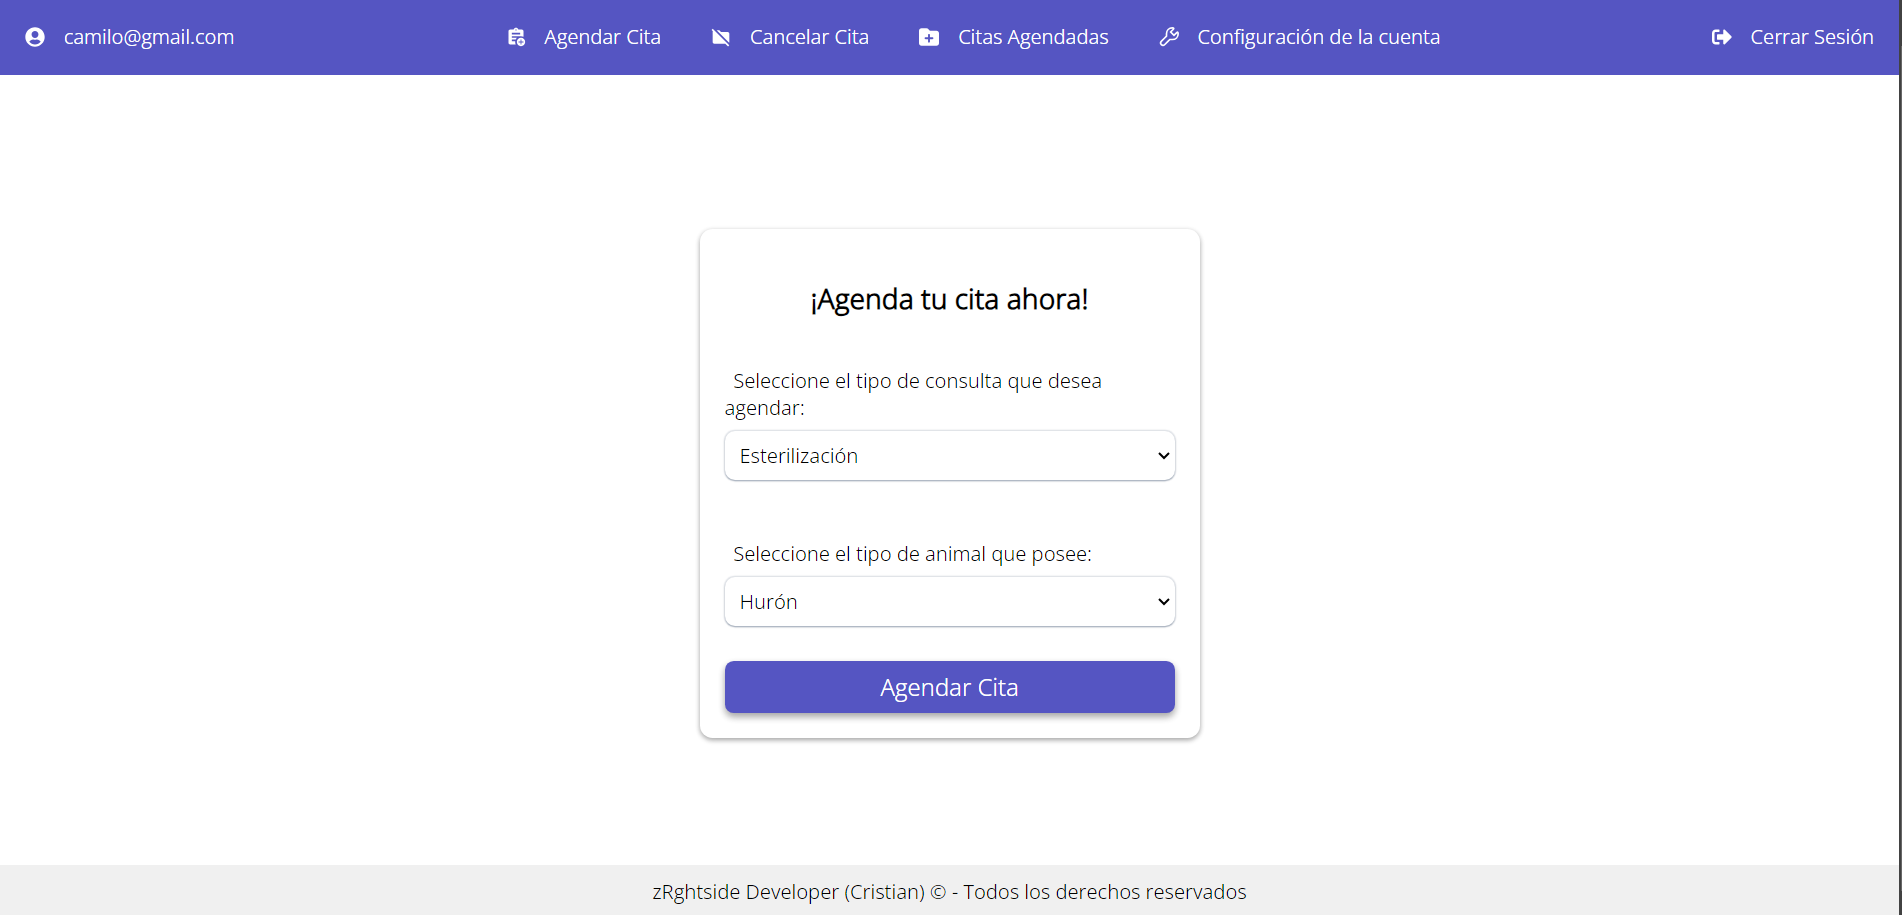 camilo@gmail.com
Agendar Cita
Cancelar Cita
Citas Agendadas
Configuración de la cuenta
Cerrar Sesión
¡Agenda tu cita ahora!
Seleccione el tipo de consulta que desea
agendar:
Esterilización
Seleccione el tipo de animal que posee:
Hurón
Agendar Cita
zRghtside Developer (Cristian) © - Todos los derechos reservados